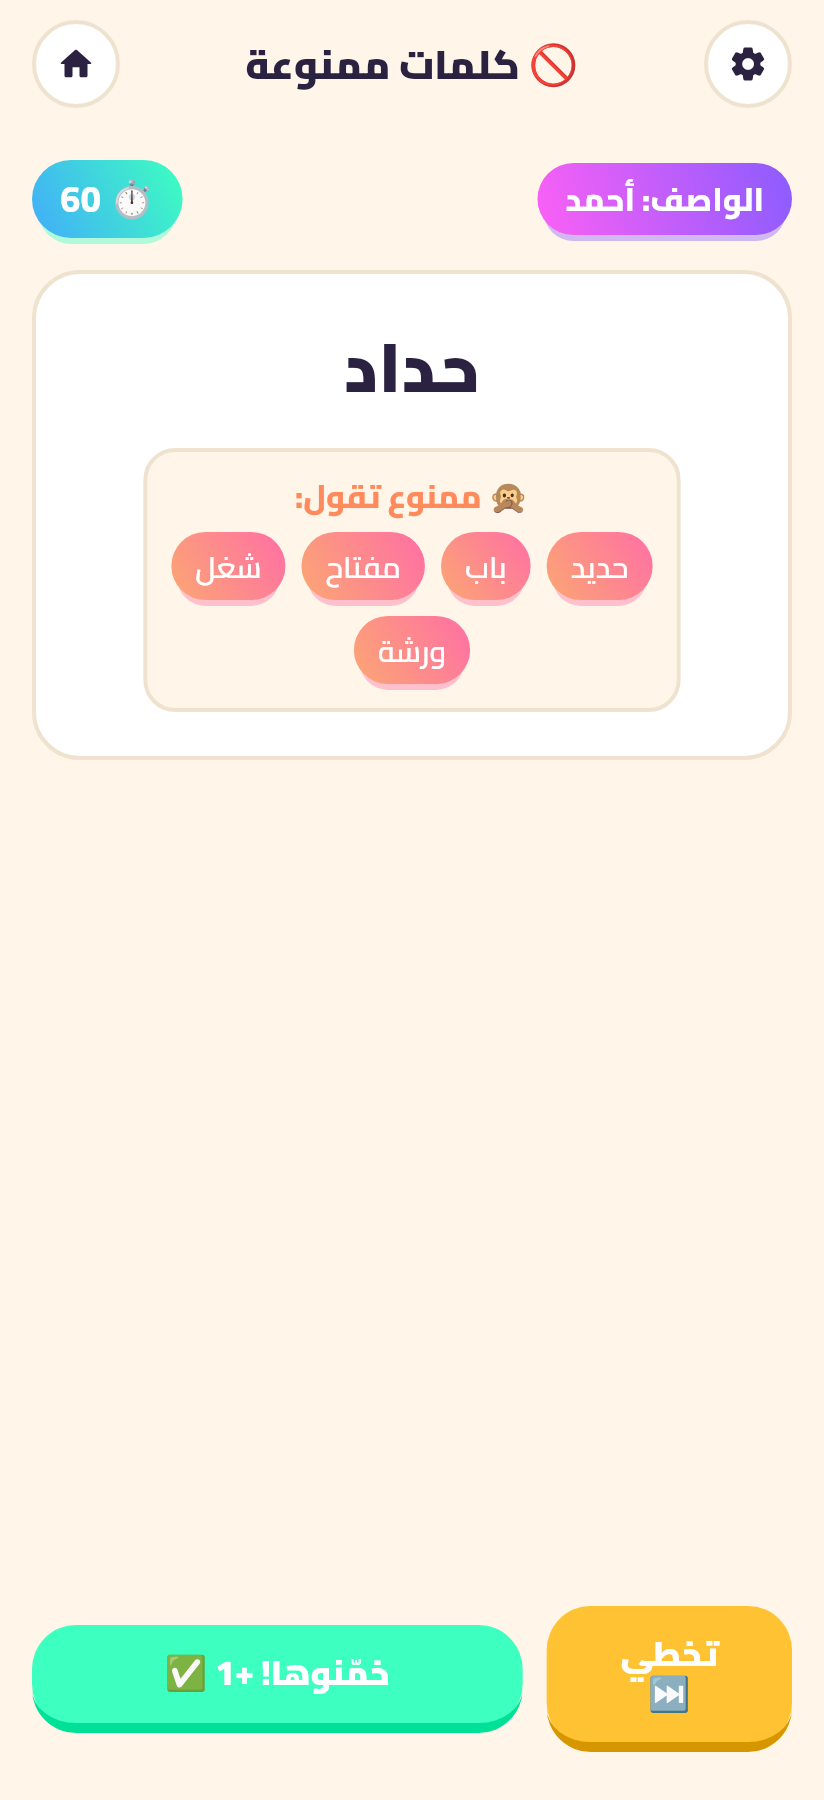 🚫 كلمات ممنوعة
الواصف: أحمد
⏱️ 60
حداد
🙊 ممنوع تقول:
حديد باب مفتاح شغل
ورشة
تخطي
⏭️
خمّنوها! +1 ✅